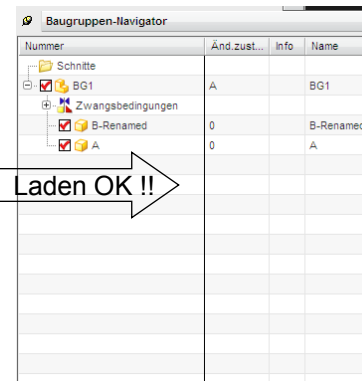 Baugruppen-Navigator
Nummer Änd.zust... Info Name
Schnitte
BG1 A BG1
Zwangsbedingungen
B-Renamed 0 B-Renamed
A 0 A
Laden OK !!